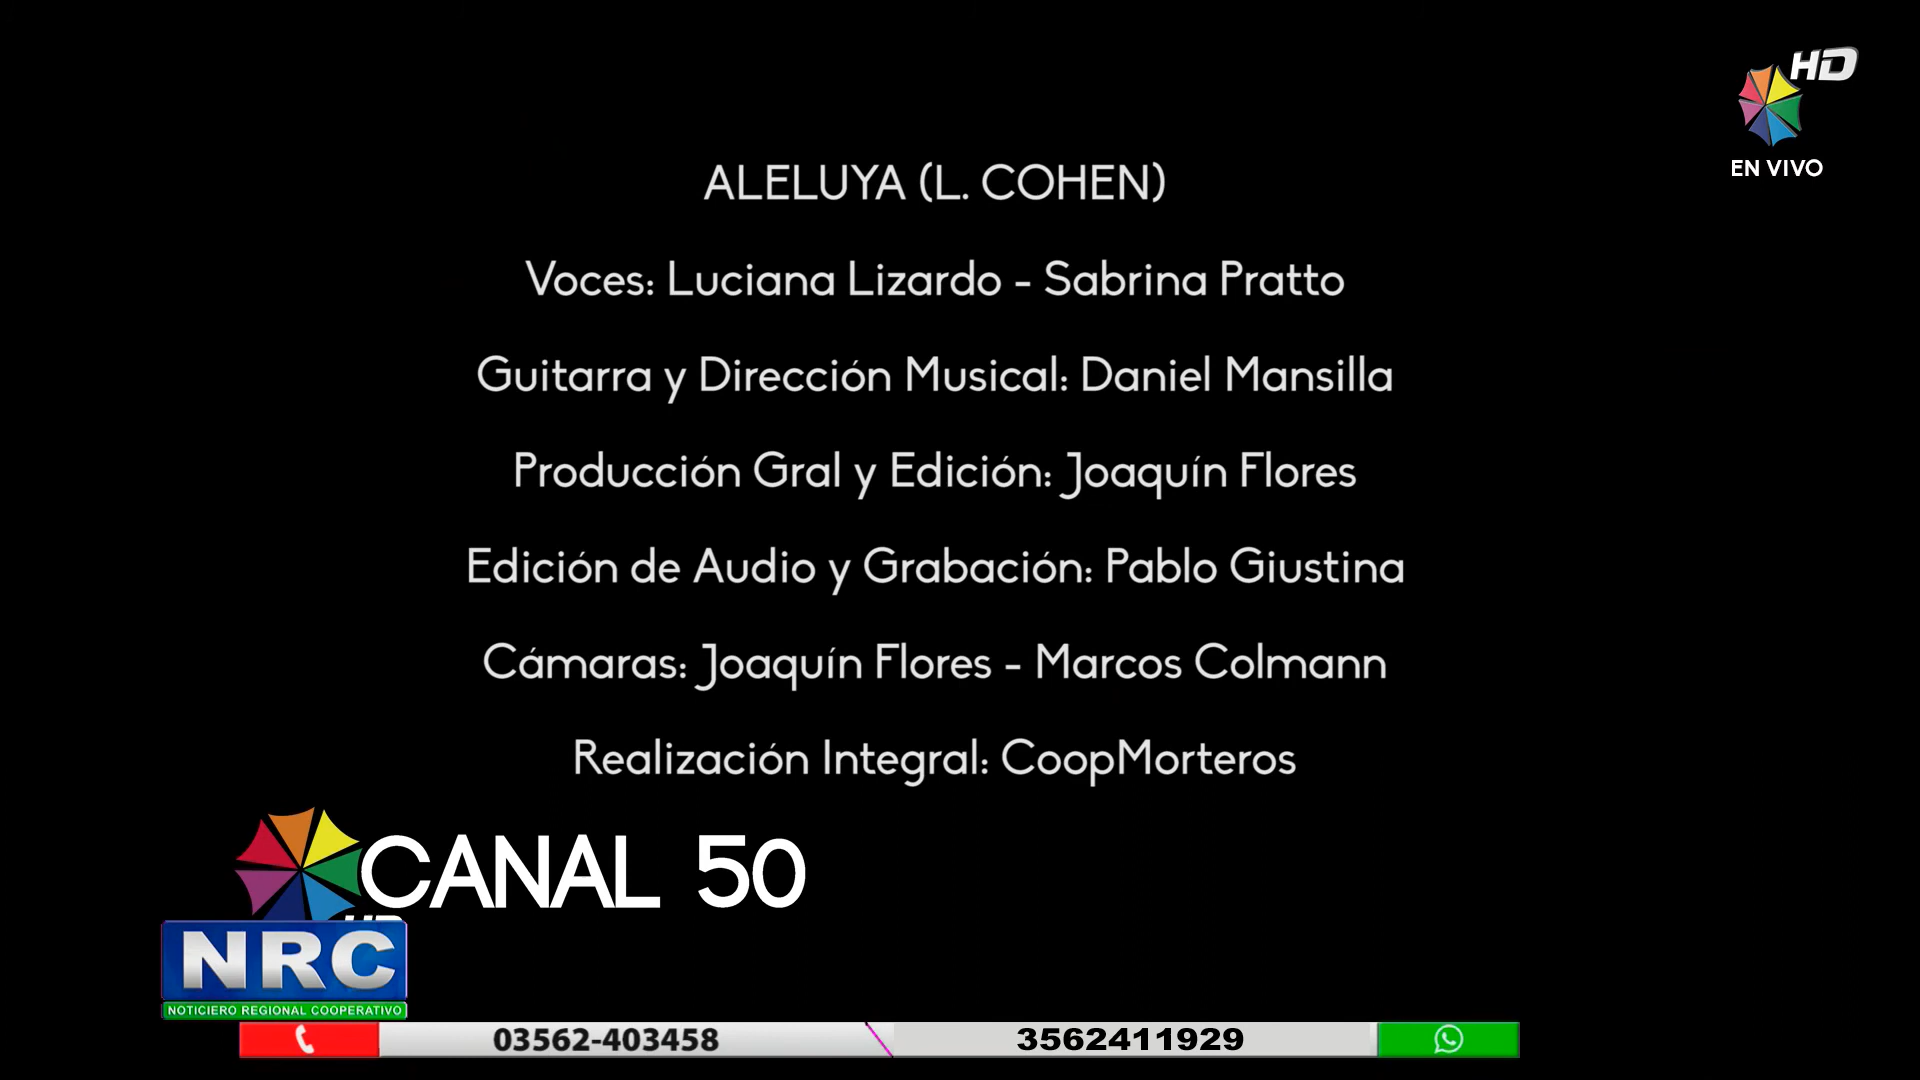 HD
EN VIVO
ALELUYA (L. COHEN)
Voces: Luciana Lizardo - Sabrina Pratto
Guitarra y Dirección Musical: Daniel Mansilla
Producción Gral y Edición: Joaquín Flores
Edición de Audio y Grabación: Pablo Giustina
Cámaras: Joaquín Flores - Marcos Colmann
Realización Integral: CoopMorteros
CANAL 50
NRC
NOTICIERO REGIONAL COOPERATIVO
03562-403458 3562411929